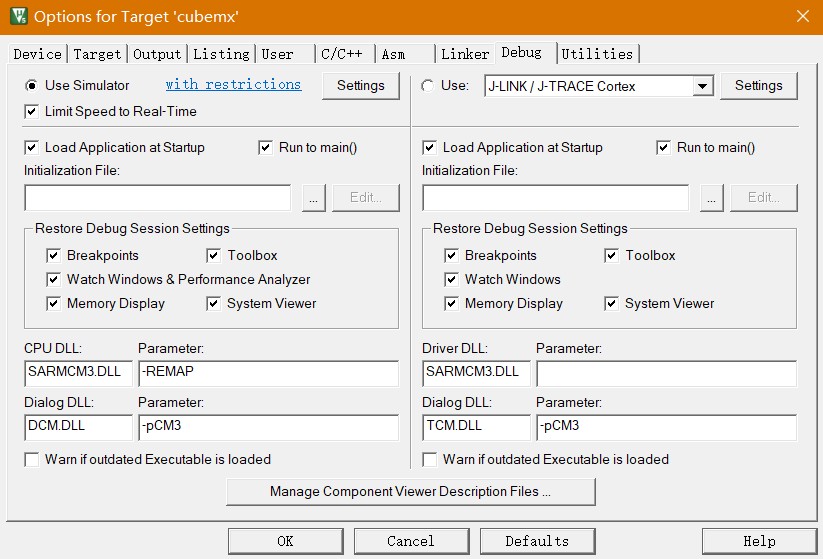 Options for Target 'cubemx'
Device Target Output Listing User C/C++ Asm Linker Debug Utilities
Use Simulator with restrictions Settings
Limit Speed to Real-Time
Use: J-LINK / J-TRACE Cortex Settings
Load Application at Startup Run to main()
Initialization File:
... Edit...
Restore Debug Session Settings
Breakpoints Toolbox
Watch Windows & Performance Analyzer
Memory Display System Viewer
CPU DLL: Parameter:
SARMCM3.DLL -REMAP
Dialog DLL: Parameter:
DCM.DLL -pCM3
Warn if outdated Executable is loaded
Load Application at Startup Run to main()
Initialization File:
... Edit...
Restore Debug Session Settings
Breakpoints Toolbox
Watch Windows
Memory Display System Viewer
Driver DLL: Parameter:
SARMCM3.DLL
Dialog DLL: Parameter:
TCM.DLL -pCM3
Warn if outdated Executable is loaded
Manage Component Viewer Description Files ...
OK Cancel Defaults Help